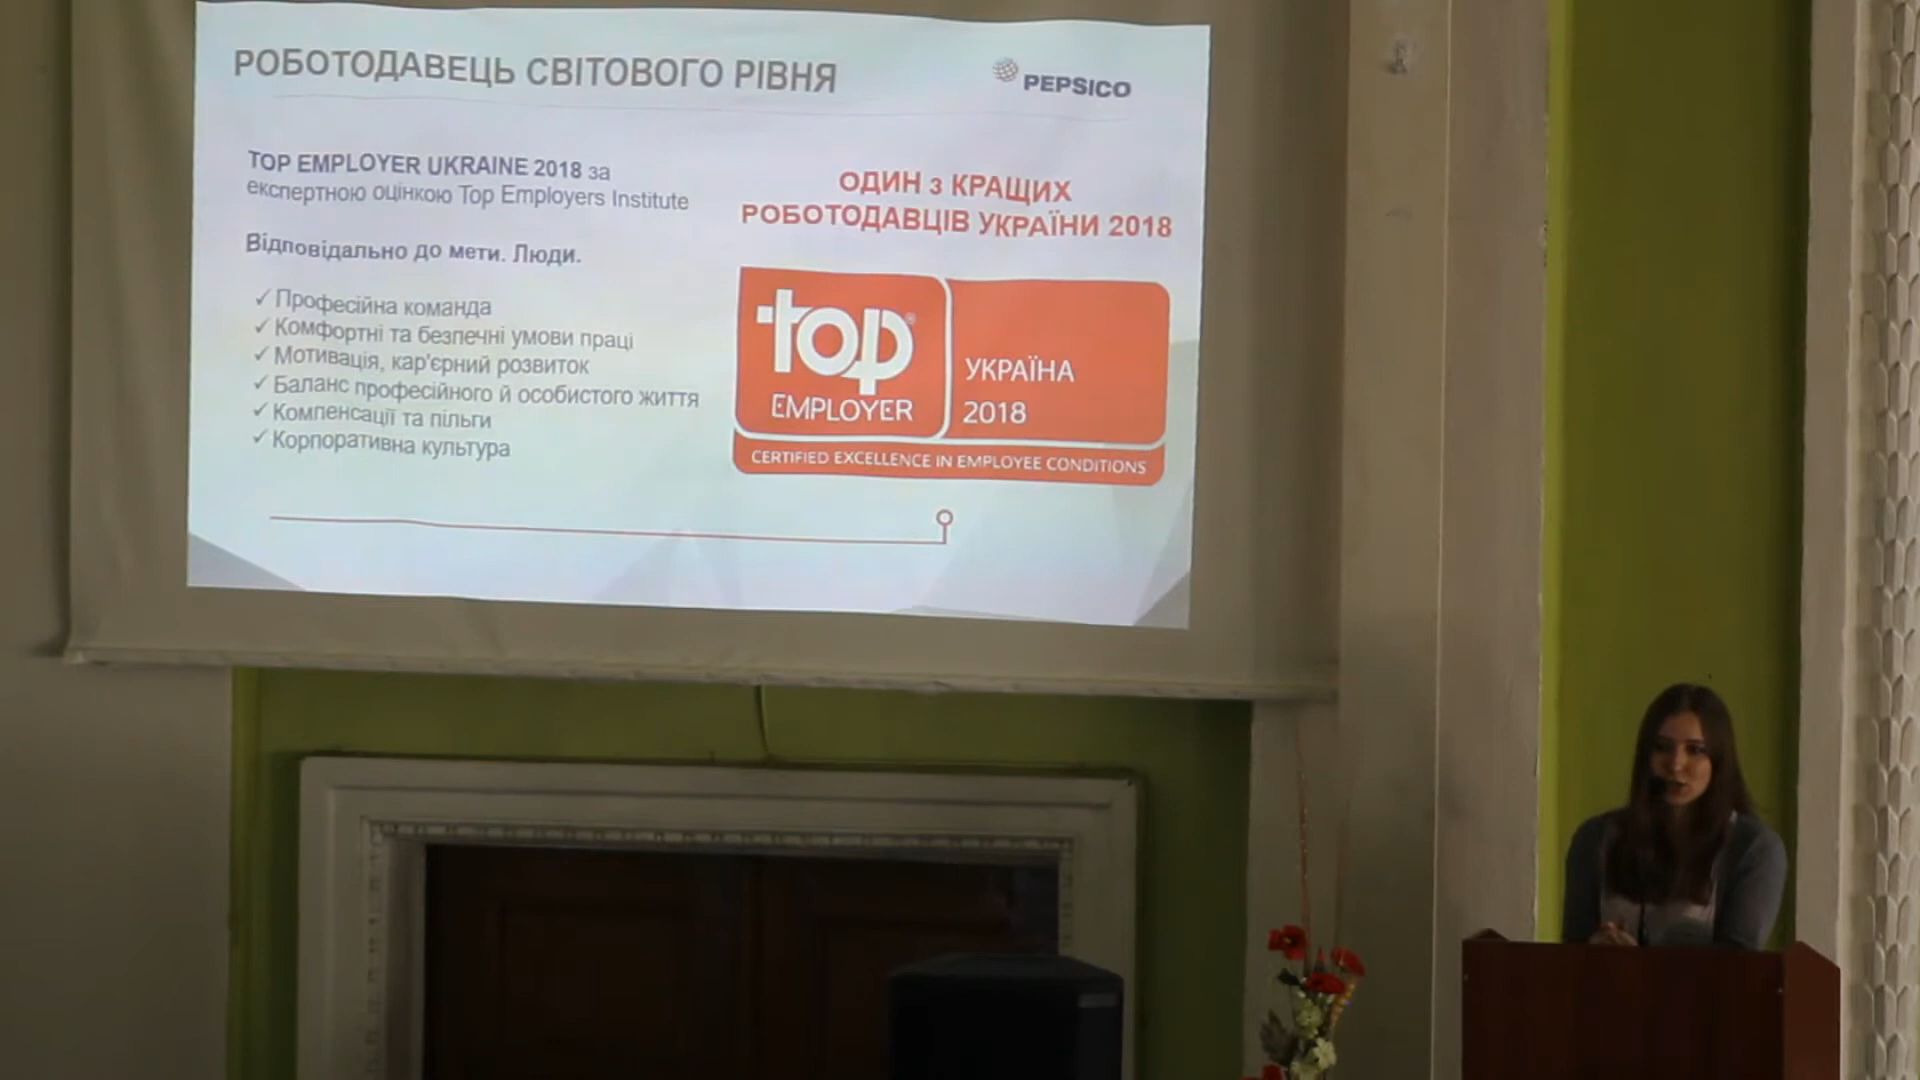 РОБОТОДАВЕЦЬ СВІТОВОГО РІВНЯ
PEPSICO
TOP EMPLOYER UKRAINE 2018 за
експертною оцінкою Top Employers Institute
Відповідально до мети. Люди.
✓ Професійна команда
✓ Комфортні та безпечні умови праці
✓ Мотивація, кар'єрний розвиток
✓ Баланс професійного й особистого життя
✓ Компенсації та пільги
✓ Корпоративна культура
ОДИН з КРАЩИХ
РОБОТОДАВЦІВ УКРАЇНИ 2018
top®
EMPLOYER
УКРАЇНА
2018
CERTIFIED EXCELLENCE IN EMPLOYEE CONDITIONS